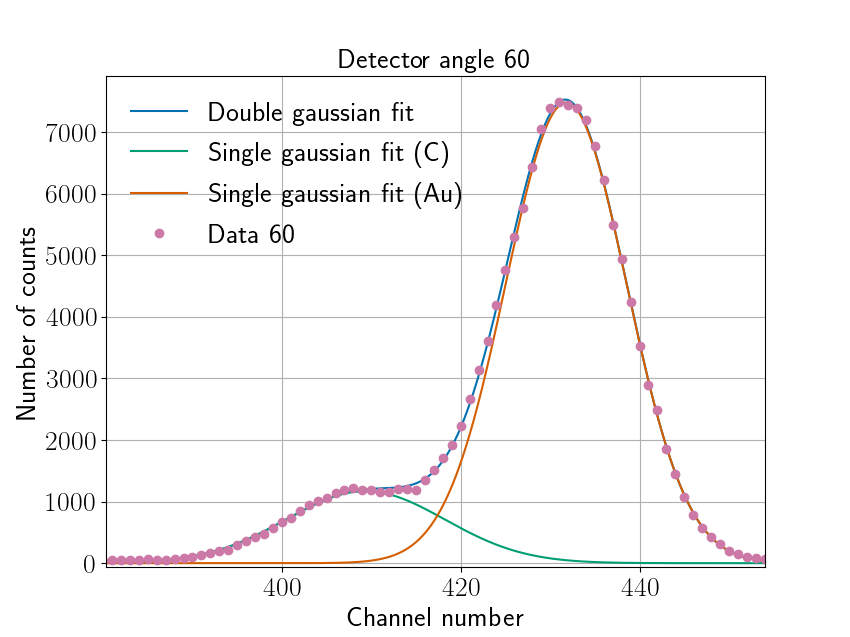 Detector angle 60
Double gaussian fit
Single gaussian fit (C)
Single gaussian fit (Au)
Data 60
Number of counts
7000
6000
5000
4000
3000
2000
1000
0
400 420 440
Channel number